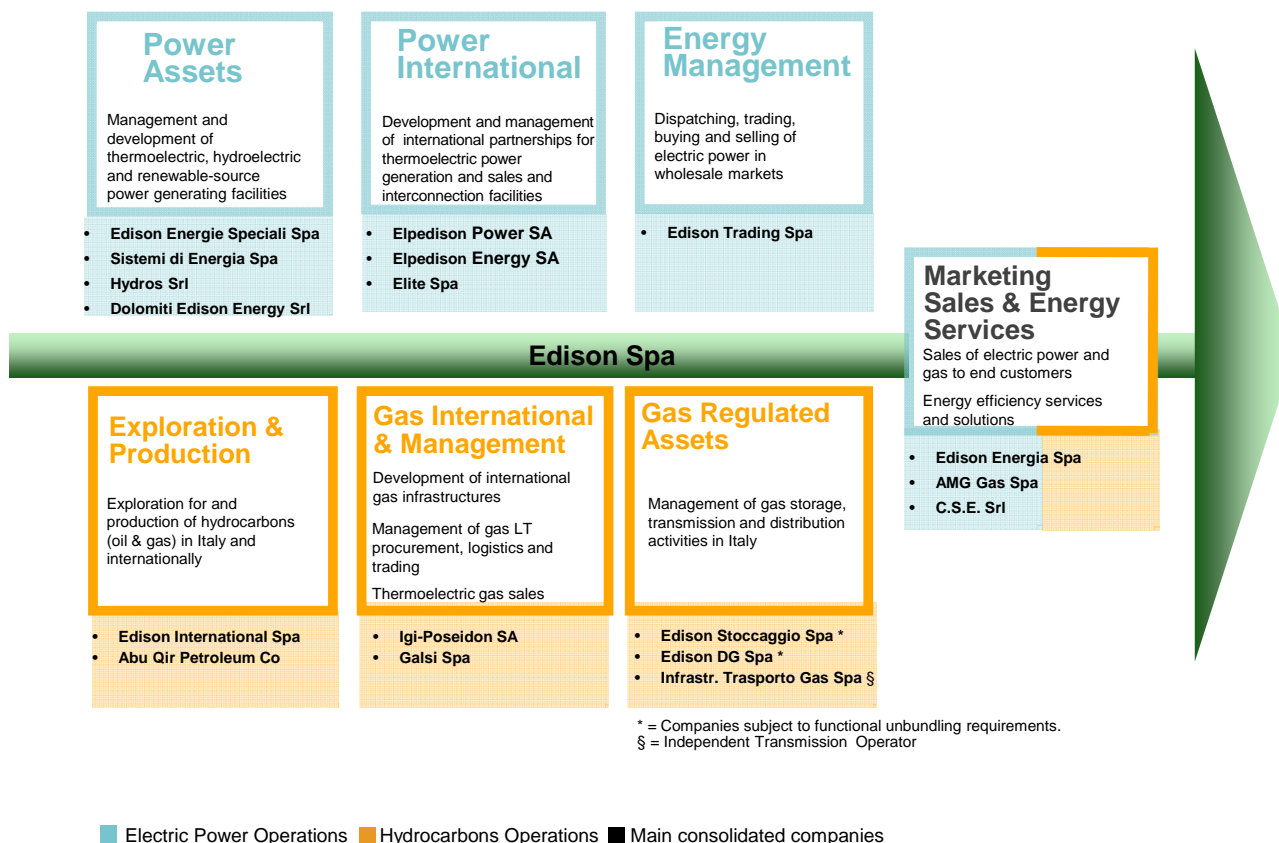 Power
Assets
Management and
development of
thermoelectric, hydroelectric
and renewable-source
power generating facilities
• Edison Energie Speciali Spa
• Sistemi di Energia Spa
• Hydros Srl
• Dolomiti Edison Energy Srl
Power
International
Development and management
of international partnerships for
thermoelectric power
generation and sales and
interconnection facilities
• Elpedison Power SA
• Elpedison Energy SA
• Elite Spa
Energy
Management
Dispatching, trading,
buying and selling of
electric power in
wholesale markets
• Edison Trading Spa
Marketing
Sales & Energy
Services
Sales of electric power and
gas to end customers
Energy efficiency services
and solutions
• Edison Energia Spa
• AMG Gas Spa
• C.S.E. Srl
Edison Spa
Exploration &
Production
Exploration for and
production of hydrocarbons
(oil & gas) in Italy and
internationally
• Edison International Spa
• Abu Qir Petroleum Co
Gas International
& Management
Development of international
gas infrastructures
Management of gas LT
procurement, logistics and
trading
Thermoelectric gas sales
• Igi-Poseidon SA
• Galsi Spa
Gas Regulated
Assets
Management of gas storage,
transmission and distribution
activities in Italy
• Edison Stoccaggio Spa *
• Edison DG Spa *
• Infrastr. Trasporto Gas Spa §
* = Companies subject to functional unbundling requirements.
§ = Independent Transmission Operator
Electric Power Operations
Hydrocarbons Operations
Main consolidated companies